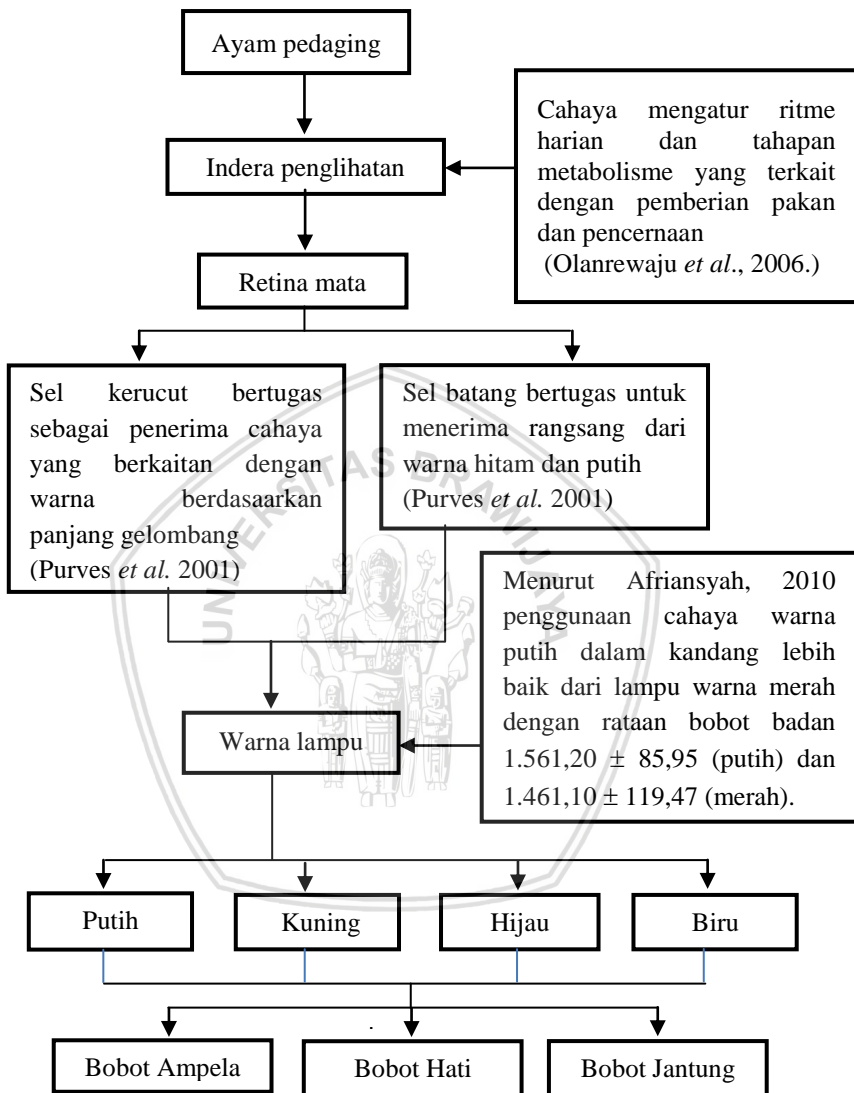 Ayam pedaging
Cahaya mengatur ritme
harian dan tahapan
metabolisme yang terkait
dengan pemberian pakan
dan pencernaan
(Olanrewaju et al., 2006.)
Indera penglihatan
Retina mata
Sel kerucut bertugas
sebagai penerima cahaya
yang berkaitan dengan
warna berdasaarkan
panjang gelombang
(Purves et al. 2001)
Sel batang bertugas untuk
menerima rangsang dari
warna hitam dan putih
(Purves et al. 2001)
UNIVERSITAS BRAWIJAYA
Menurut Afriansyah, 2010
penggunaan cahaya warna
putih dalam kandang lebih
baik dari lampu warna merah
dengan rataan bobot badan
1.561,20 ± 85,95 (putih) dan
1.461,10 ± 119,47 (merah).
Warna lampu
Putih
Kuning
Hijau
Biru
Bobot Ampela
Bobot Hati
Bobot Jantung